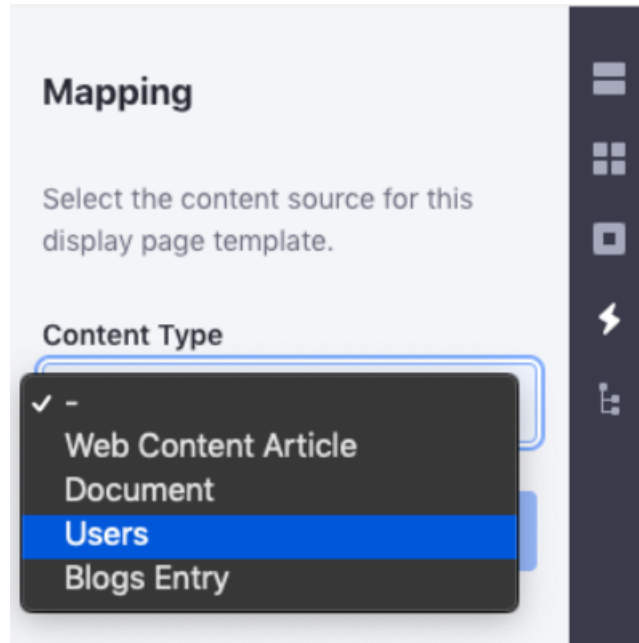 Mapping
Select the content source for this
display page template.
Content Type
✓ -
Web Content Article
Document
Users
Blogs Entry